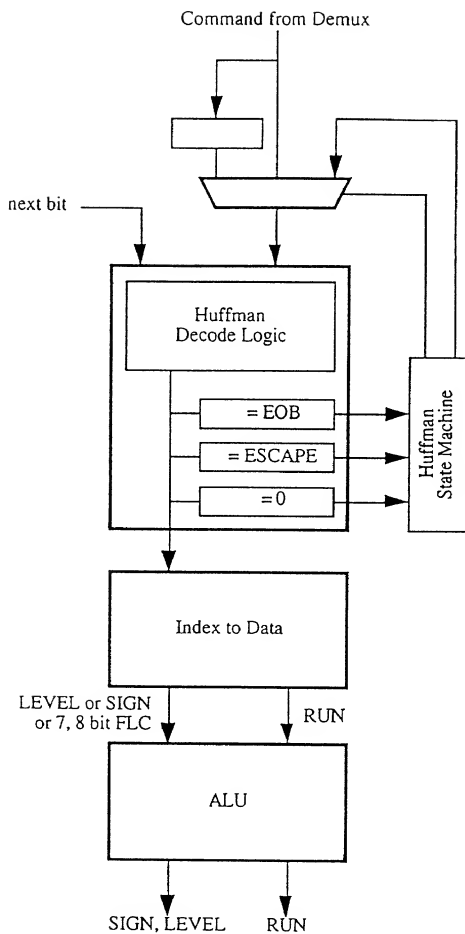 Command from Demux
next bit
Huffman
Decode Logic
= EOB
= ESCAPE
= 0
Huffman
State Machine
Index to Data
LEVEL or SIGN
or 7, 8 bit FLC
RUN
ALU
SIGN, LEVEL
RUN